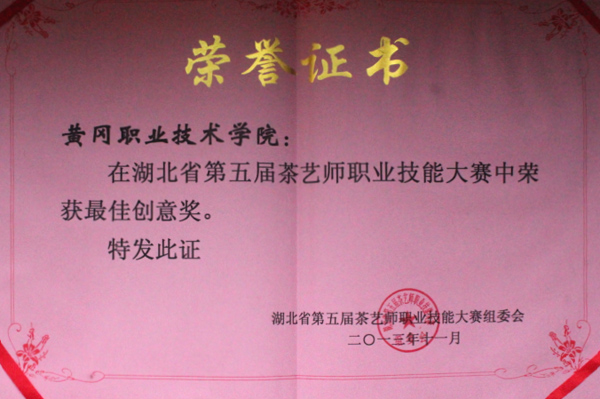 荣誉证书
黄冈职业技术学院：
在湖北省第五届茶艺师职业技能大赛中荣
获最佳创意奖。
特发此证
湖北省第五届茶艺师职业技能大赛组委会
二〇一三年十一月